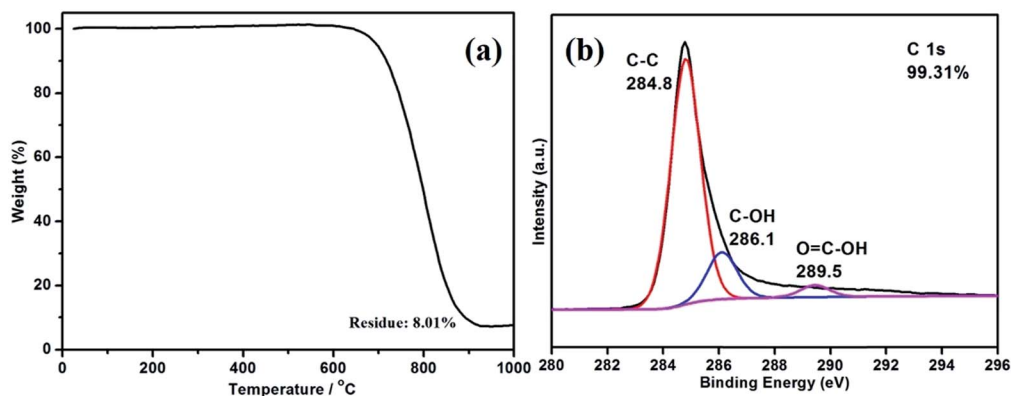 (a)
100
80
60
40
20
0
Weight (%)
Residue: 8.01%
0
200
400
600
800
1000
Temperature / °C
(b)
C-C
284.8
C 1s
99.31%
C-OH
286.1
O=C-OH
289.5
Intensity (a.u.)
280
282
284
286
288
290
292
294
296
Binding Energy (eV)